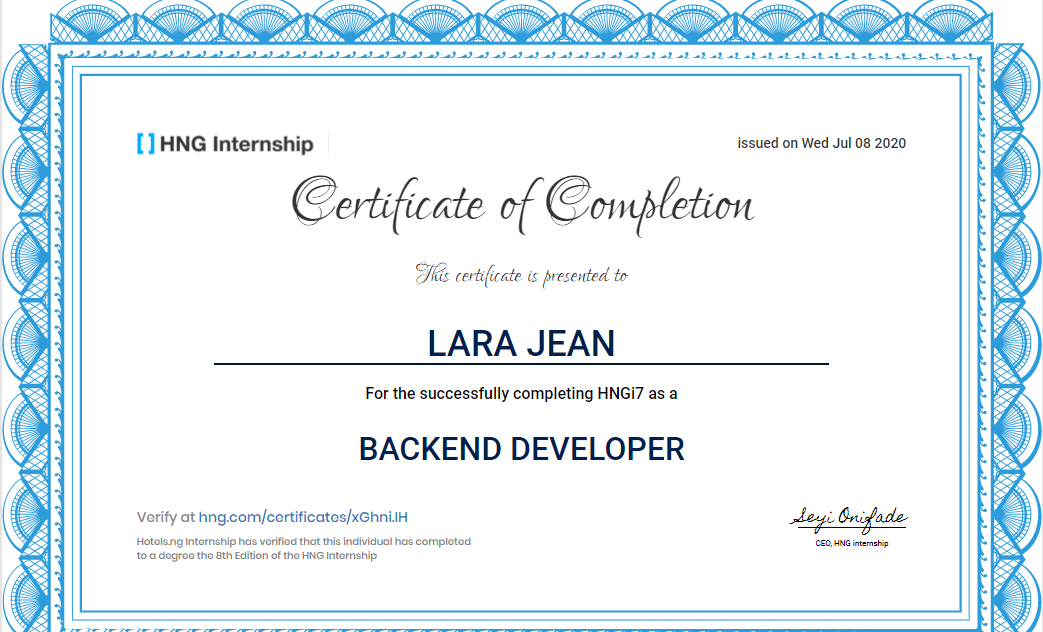 [ ] HNG Internship
issued on Wed Jul 08 2020
Certificate of Completion
This certificate is presented to
LARA JEAN
For the successfully completing HNGi7 as a
BACKEND DEVELOPER
Verify at hng.com/certificates/xGhni.IH
Hotels.ng Internship has verified that this individual has completed
to a degree the 8th Edition of the HNG Internship
Seyi Onifade
CEO, HNG internship